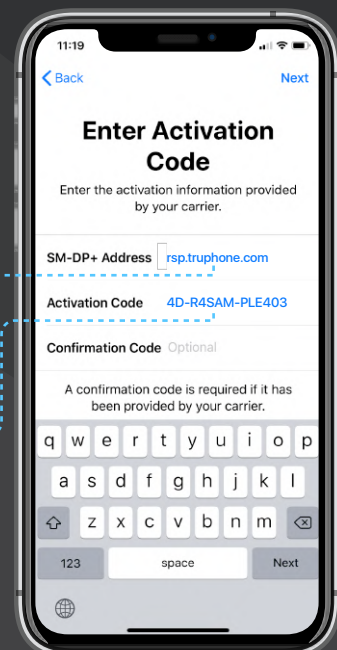 11:19
Back
Next
Enter Activation
Code
Enter the activation information provided
by your carrier.
SM-DP+ Address rsp.truphone.com
Activation Code 4D-R4SAM-PLE403
Confirmation Code Optional
A confirmation code is required if it has
been provided by your carrier.
q w e r t y u i o p
a s d f g h j k l
z x c v b n m
123 space Next